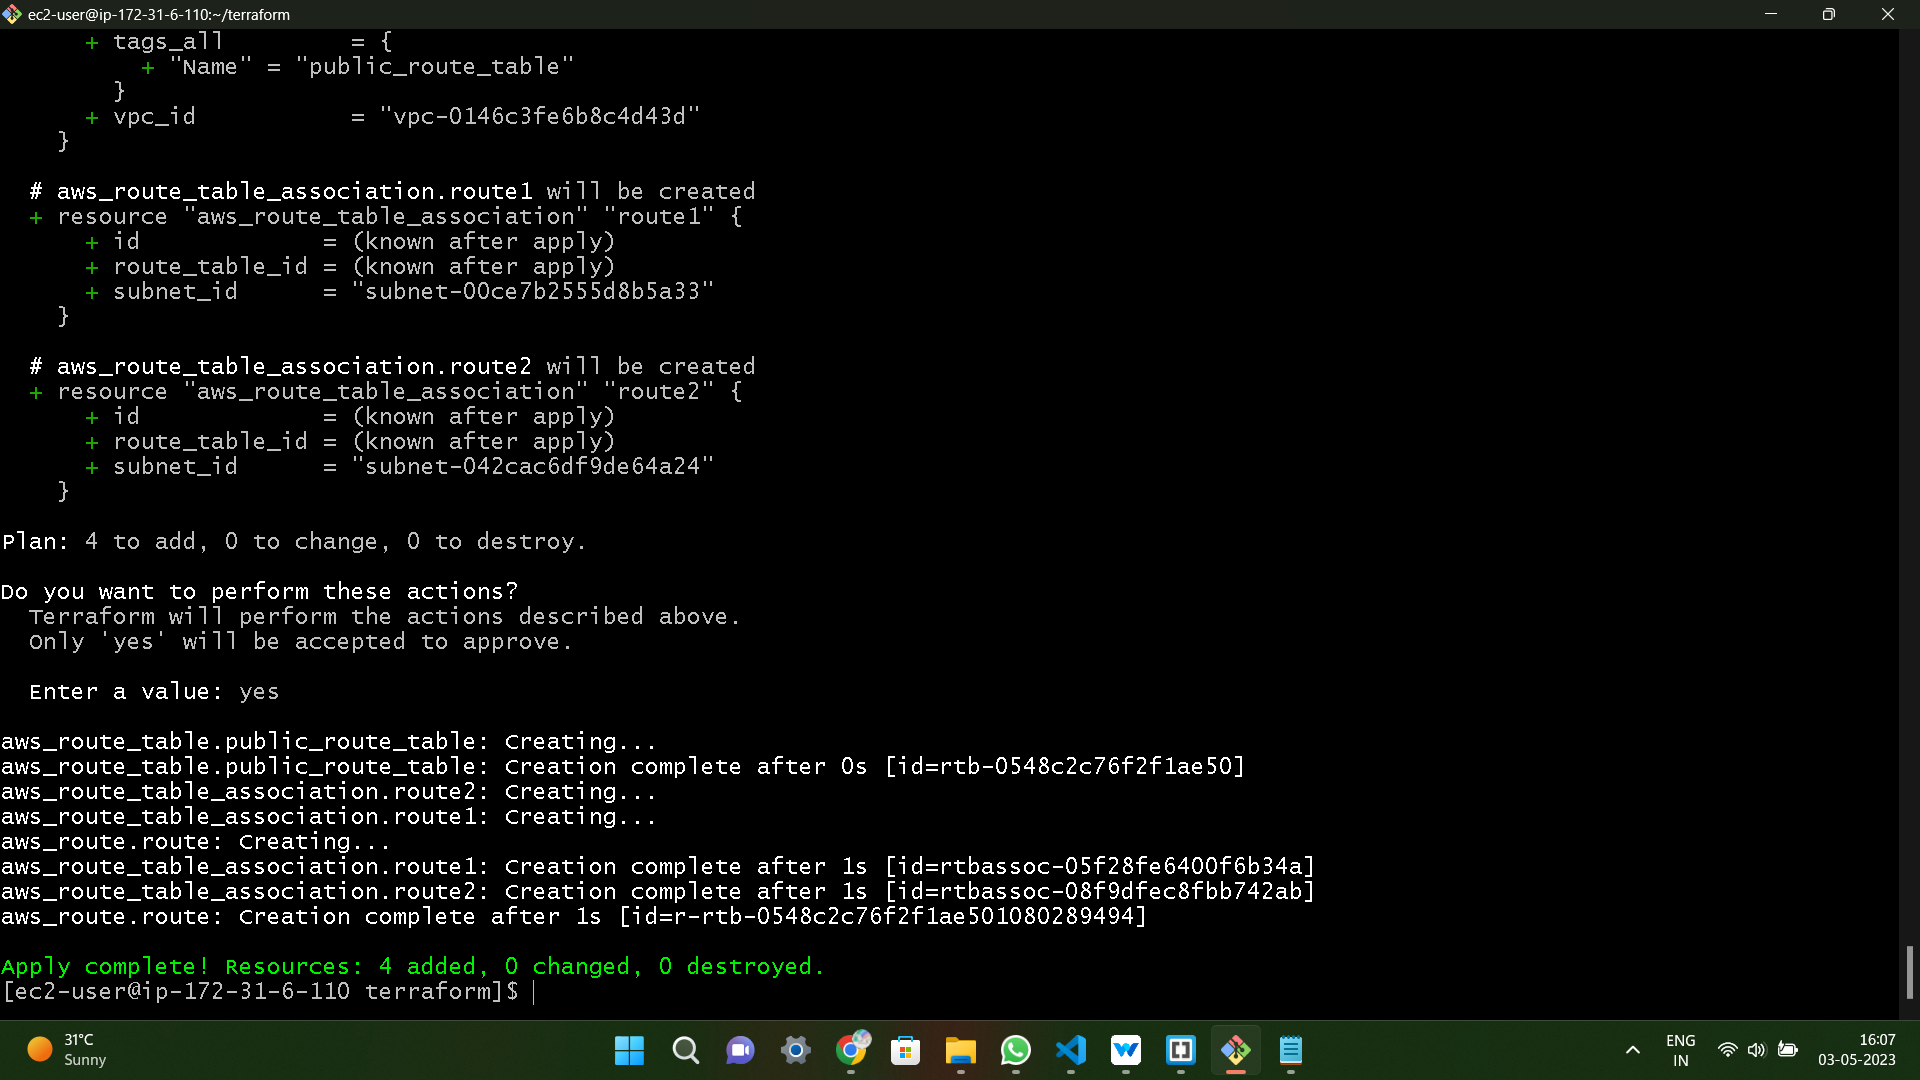 ec2-user@ip-172-31-6-110:~/terraform
+ tags_all = {
+ "Name" = "public_route_table"
}
+ vpc_id = "vpc-0146c3fe6b8c4d43d"
}
# aws_route_table_association.route1 will be created
+ resource "aws_route_table_association" "route1" {
+ id = (known after apply)
+ route_table_id = (known after apply)
+ subnet_id = "subnet-00ce7b2555d8b5a33"
}
# aws_route_table_association.route2 will be created
+ resource "aws_route_table_association" "route2" {
+ id = (known after apply)
+ route_table_id = (known after apply)
+ subnet_id = "subnet-042cac6df9de64a24"
}
Plan: 4 to add, 0 to change, 0 to destroy.
Do you want to perform these actions?
Terraform will perform the actions described above.
Only 'yes' will be accepted to approve.
Enter a value: yes
aws_route_table.public_route_table: Creating...
aws_route_table.public_route_table: Creation complete after 0s [id=rtb-0548c2c76f2f1ae50]
aws_route_table_association.route2: Creating...
aws_route_table_association.route1: Creating...
aws_route.route: Creating...
aws_route_table_association.route1: Creation complete after 1s [id=rtbassoc-05f28fe6400f6b34a]
aws_route_table_association.route2: Creation complete after 1s [id=rtbassoc-08f9dfec8fbb742ab]
aws_route.route: Creation complete after 1s [id=r-rtb-0548c2c76f2f1ae501080289494]
Apply complete! Resources: 4 added, 0 changed, 0 destroyed.
[ec2-user@ip-172-31-6-110 terraform]$
31°C
Sunny
ENG
IN
16:07
03-05-2023